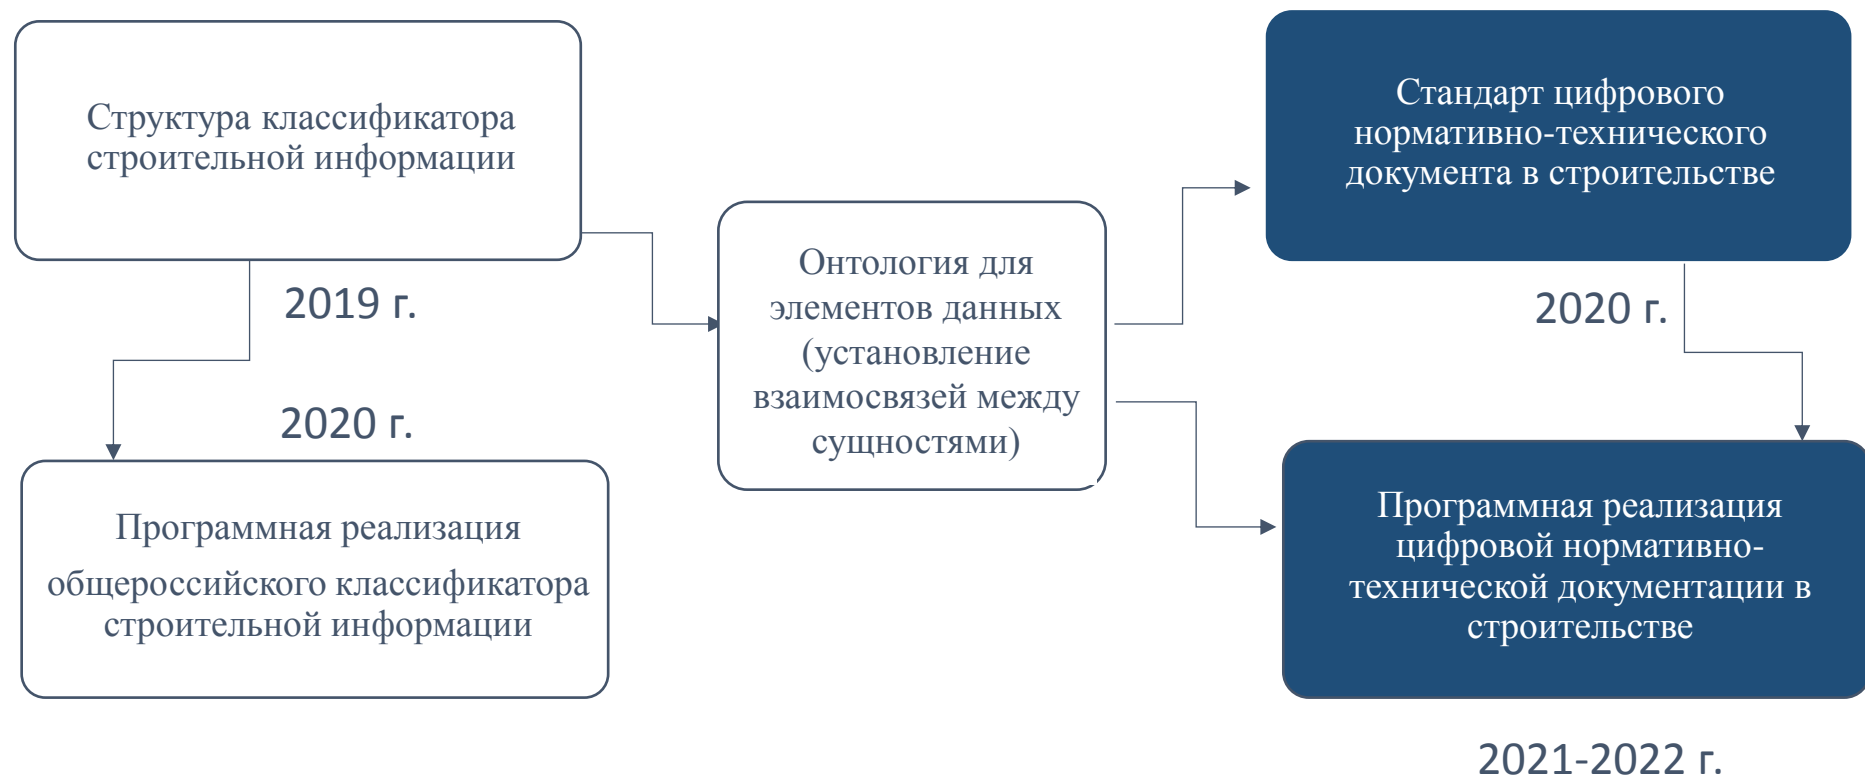 Структура классификатора
строительной информации
2019 г.
2020 г.
Программная реализация
общероссийского классификатора
строительной информации
Онтология для
элементов данных
(установление
взаимосвязей между
сущностями)
Стандарт цифрового
нормативно-технического
документа в строительстве
2020 г.
Программная реализация
цифровой нормативно-
технической документации в
строительстве
2021-2022 г.